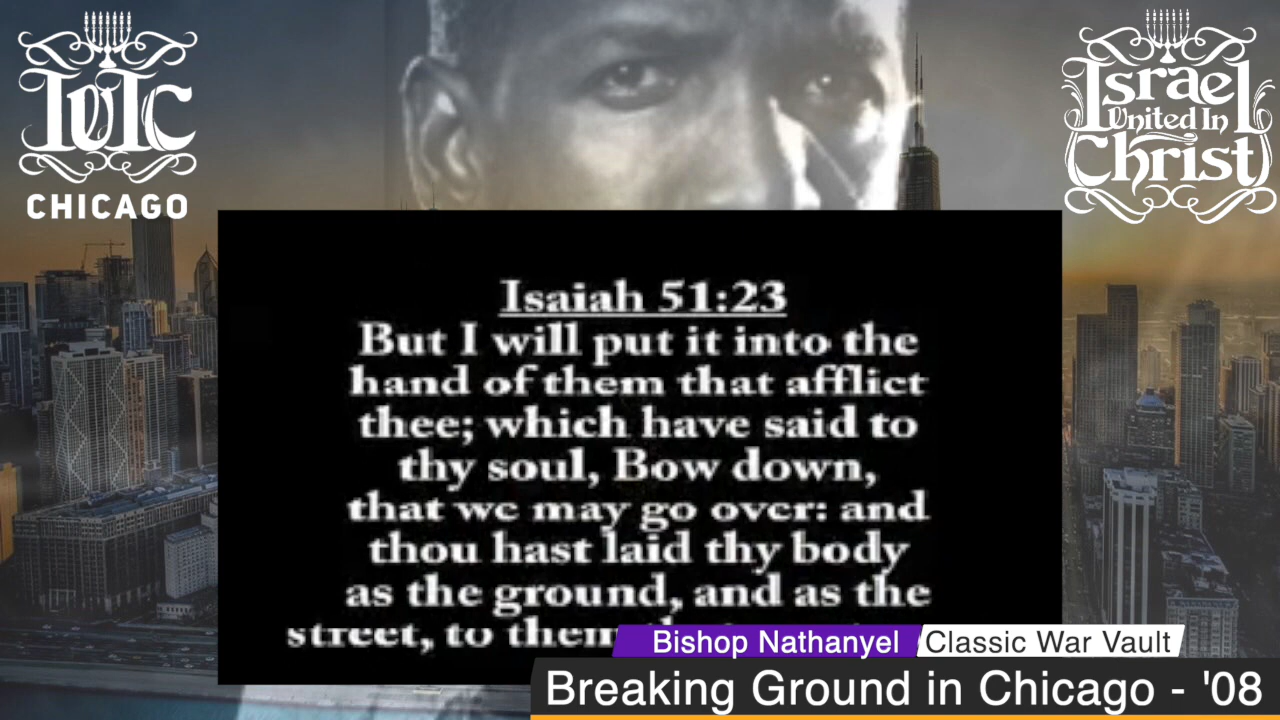 IUIC
CHICAGO
Israel
United In
Christ
Isaiah 51:23
But I will put it into the
hand of them that afflict
thee; which have said to
thy soul, Bow down,
that we may go over: and
thou hast laid thy body
as the ground, and as the
street, to them
Bishop Nathanyel
Classic War Vault
Breaking Ground in Chicago - '08